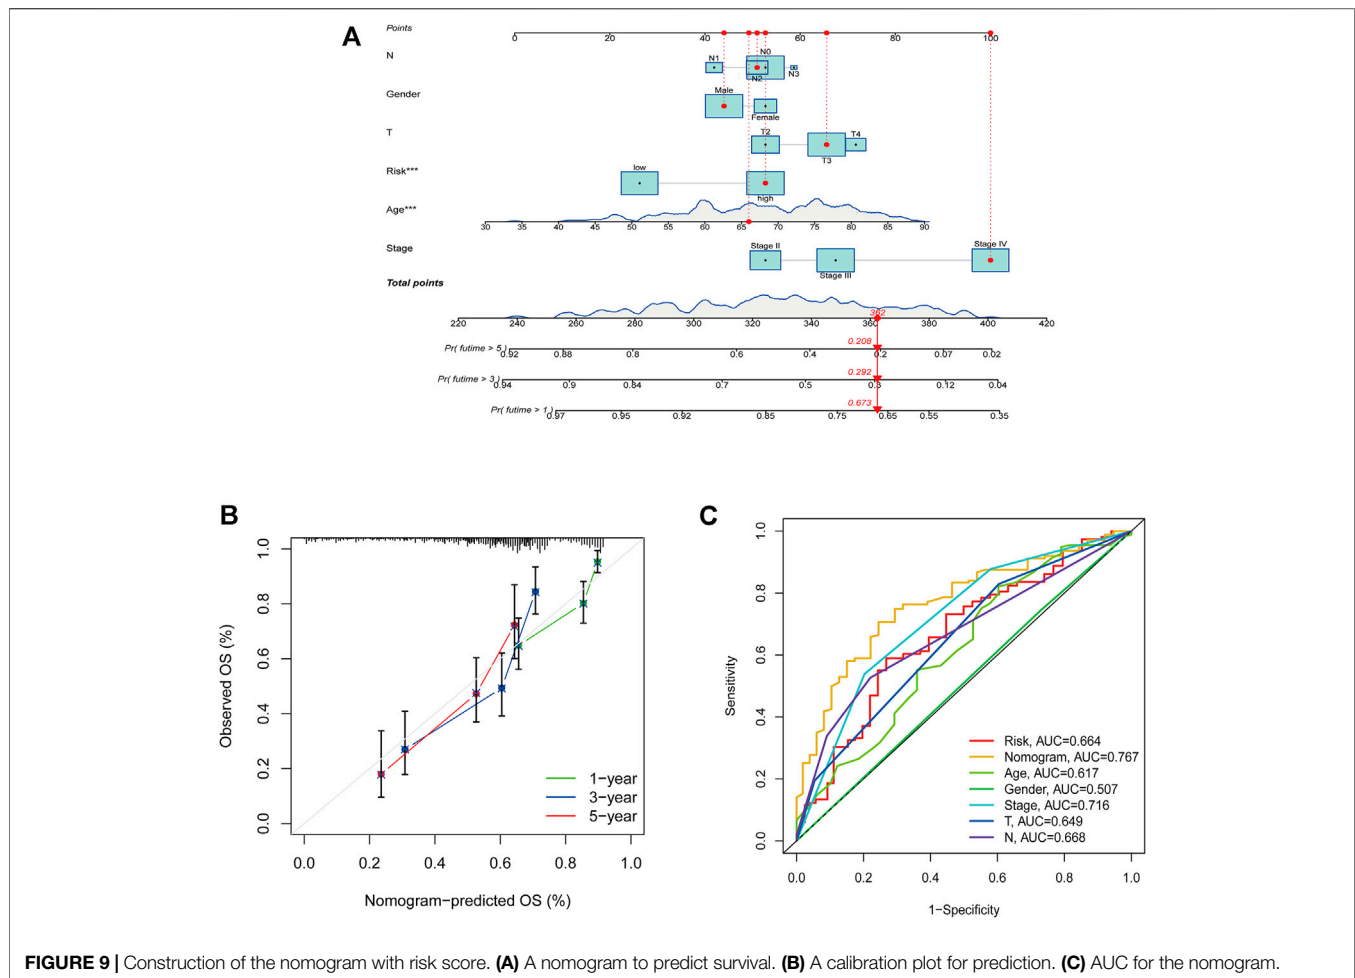 A
Points
0 20 40 60 80 100
N
N1 N0 N2 N3
Gender
Male Female
T
T2 T3 T4
Risk***
low high
Age***
30 35 40 45 50 55 60 65 70 75 80 85 90
Stage
Stage II Stage III Stage IV
Total points
362
220 240 260 280 300 320 340 360 380 400 420
0.208
Pr( futime > 5 )
0.92 0.88 0.8 0.6 0.4 0.2 0.07 0.02
0.292
Pr( futime > 3 )
0.94 0.9 0.84 0.7 0.5 0.3 0.12 0.04
0.673
Pr( futime > 1 )
0.97 0.95 0.92 0.85 0.75 0.65 0.55 0.35
B
Observed OS (%)
1.0
0.8
0.6
0.4
0.2
0.0
1-year
3-year
5-year
0.0 0.2 0.4 0.6 0.8 1.0
Nomogram-predicted OS (%)
C
Sensitivity
1.0
0.8
0.6
0.4
0.2
0.0
Risk, AUC=0.664
Nomogram, AUC=0.767
Age, AUC=0.617
Gender, AUC=0.507
Stage, AUC=0.716
T, AUC=0.649
N, AUC=0.668
0.0 0.2 0.4 0.6 0.8 1.0
1-Specificity
FIGURE 9 | Construction of the nomogram with risk score. (A) A nomogram to predict survival. (B) A calibration plot for prediction. (C) AUC for the nomogram.